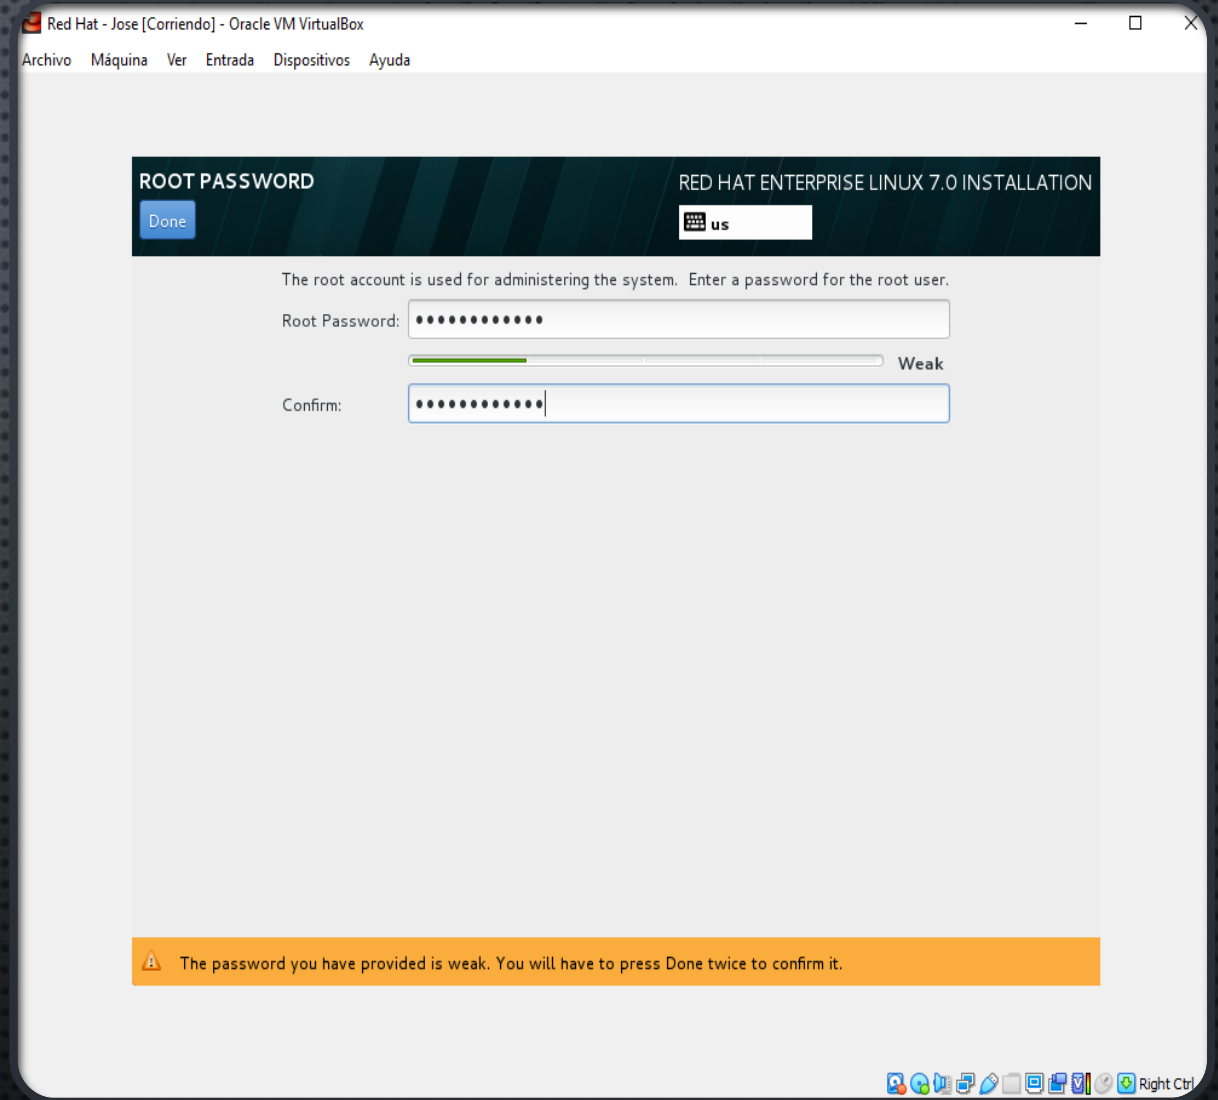 Red Hat - Jose [Corriendo] - Oracle VM VirtualBox
Archivo Máquina Ver Entrada Dispositivos Ayuda
ROOT PASSWORD
RED HAT ENTERPRISE LINUX 7.0 INSTALLATION
Done
us
The root account is used for administering the system. Enter a password for the root user.
Root Password: ●●●●●●●●●●●●
Weak
Confirm: ●●●●●●●●●●●●
The password you have provided is weak. You will have to press Done twice to confirm it.
Right Ctrl